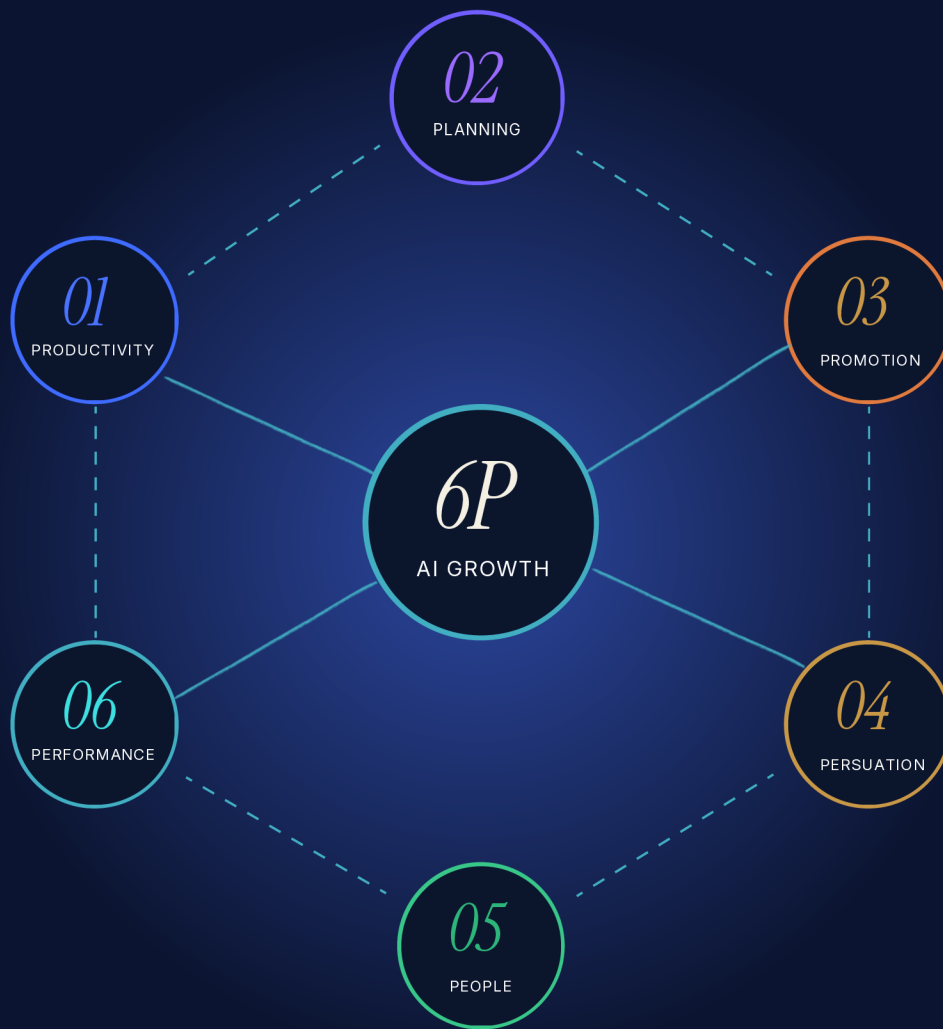 02
PLANNING
01
PRODUCTIVITY
03
PROMOTION
6P
AI GROWTH
06
PERFORMANCE
04
PERSUATION
05
PEOPLE